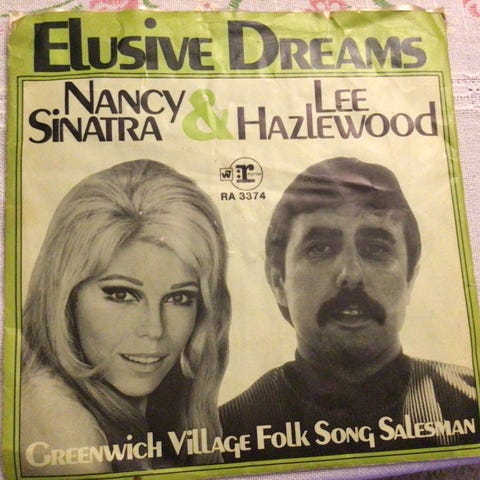 Elusive Dreams
Nancy Sinatra & Lee Hazlewood
W
r
RA 3374
Greenwich Village Folk Song Salesman